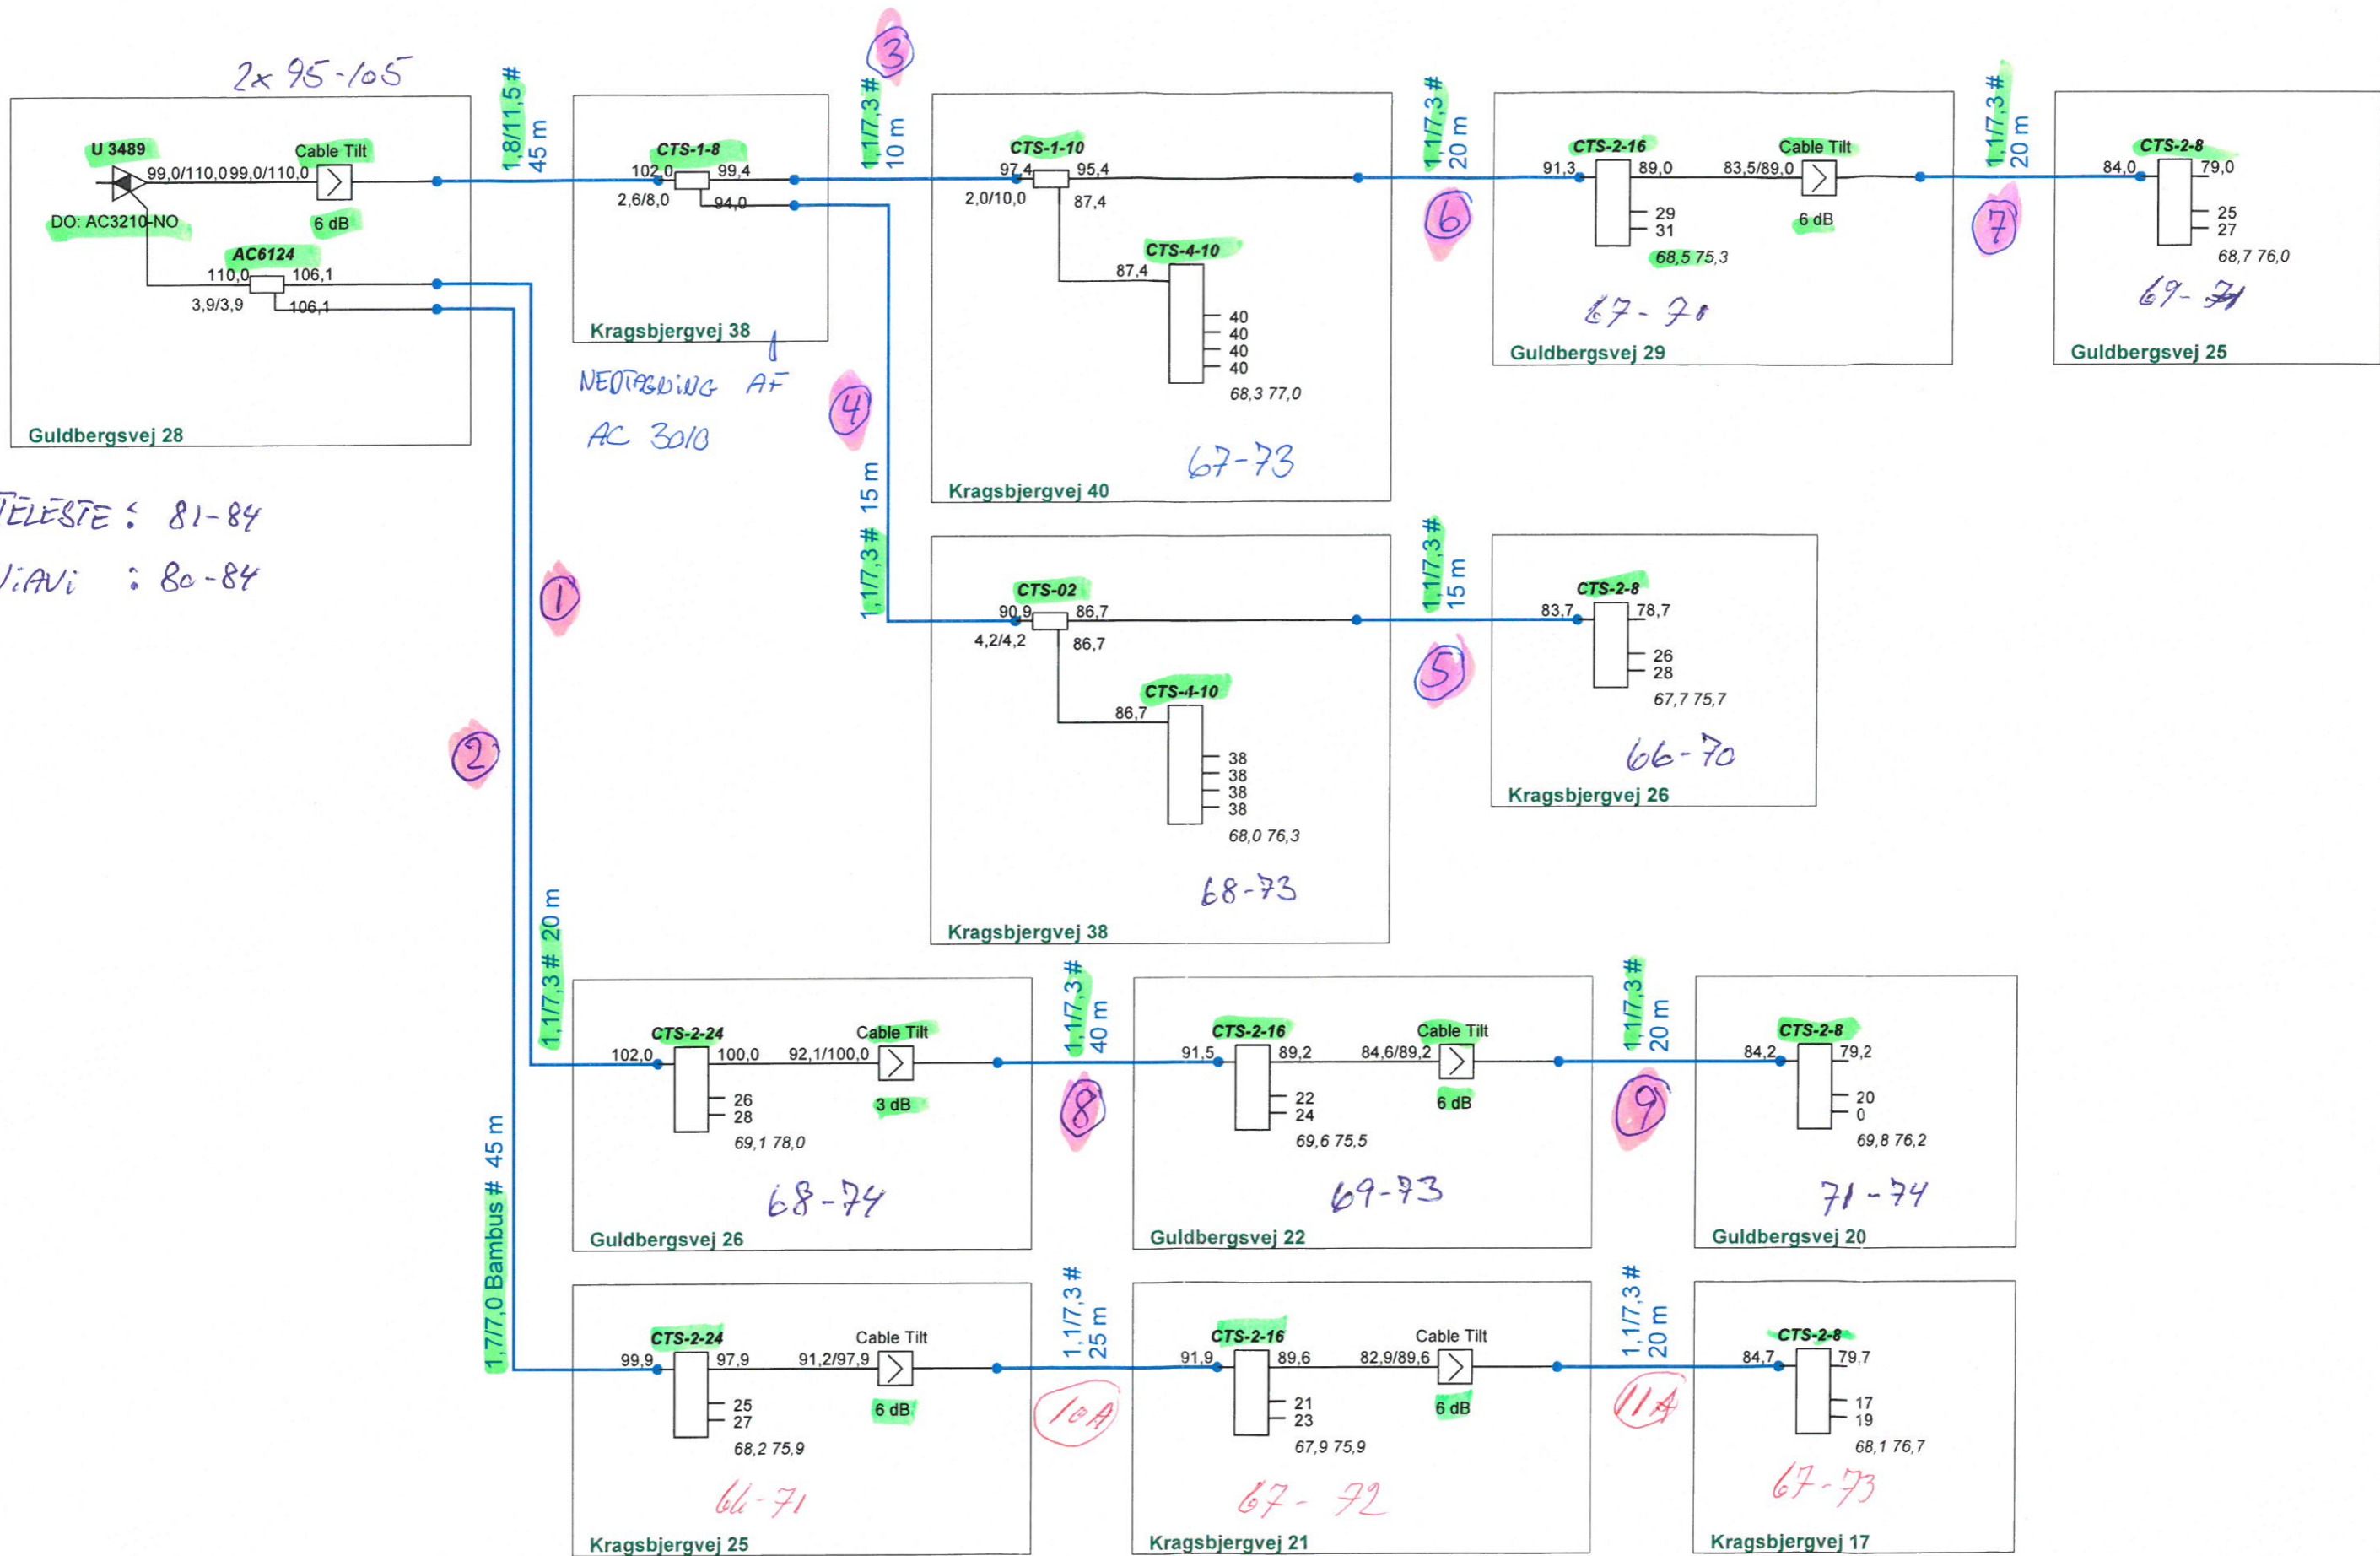 2x 95-105
U 3489
99,0/110,0 99,0/110,0
Cable Tilt
DO: AC3210-NO
6 dB
AC6124
110,0 106,1
3,9/3,9 106,1
Guldbergsvej 28
1,8/11,5 #
45 m
CTS-1-8
102,0 99,4
2,6/8,0 94,0
Kragsbjergvej 38
NEDTAGNING AF
AC 3010
3
1,1/7,3 #
10 m
CTS-1-10
97,4 95,4
2,0/10,0 87,4
CTS-4-10
87,4
40
40
40
40
68,3 77,0
67-73
Kragsbjergvej 40
1,1/7,3 #
20 m
6
CTS-2-16
91,3 89,0
29
31
68,5 75,3
83,5/89,0
Cable Tilt
6 dB
67-70
Guldbergsvej 29
1,1/7,3 #
20 m
7
CTS-2-8
84,0 79,0
25
27
68,7 76,0
69-71
Guldbergsvej 25
TELESTE : 81-84
ViAVi : 80-84
4
1,1/7,3 # 15 m
CTS-02
90,9 86,7
4,2/4,2 86,7
CTS-4-10
86,7
38
38
38
38
68,0 76,3
68-73
Kragsbjergvej 38
1,1/7,3 #
15 m
5
CTS-2-8
83,7 78,7
26
28
67,7 75,7
66-70
Kragsbjergvej 26
1
2
1,1/7,3 # 20 m
CTS-2-24
102,0 100,0
26
28
69,1 78,0
92,1/100,0
Cable Tilt
3 dB
68-74
Guldbergsvej 26
1,1/7,3 #
40 m
8
CTS-2-16
91,5 89,2
22
24
69,6 75,5
84,6/89,2
Cable Tilt
6 dB
69-73
Guldbergsvej 22
1,1/7,3 #
20 m
9
CTS-2-8
84,2 79,2
20
0
69,8 76,2
71-74
Guldbergsvej 20
1,7/7,0 Bambus # 45 m
CTS-2-24
99,9 97,9
25
27
68,2 75,9
91,2/97,9
Cable Tilt
6 dB
66-71
Kragsbjergvej 25
1,1/7,3 #
25 m
10A
CTS-2-16
91,9 89,6
21
23
67,9 75,9
82,9/89,6
Cable Tilt
6 dB
67-72
Kragsbjergvej 21
1,1/7,3 #
20 m
11A
CTS-2-8
84,7 79,7
17
19
68,1 76,7
67-73
Kragsbjergvej 17